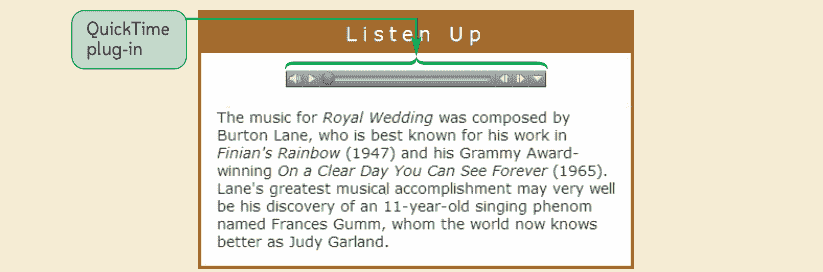 QuickTime
plug-in
Listen Up
The music for Royal Wedding was composed by
Burton Lane, who is best known for his work in
Finian's Rainbow (1947) and his Grammy Award-
winning On a Clear Day You Can See Forever (1965).
Lane's greatest musical accomplishment may very well
be his discovery of an 11-year-old singing phenom
named Frances Gumm, whom the world now knows
better as Judy Garland.